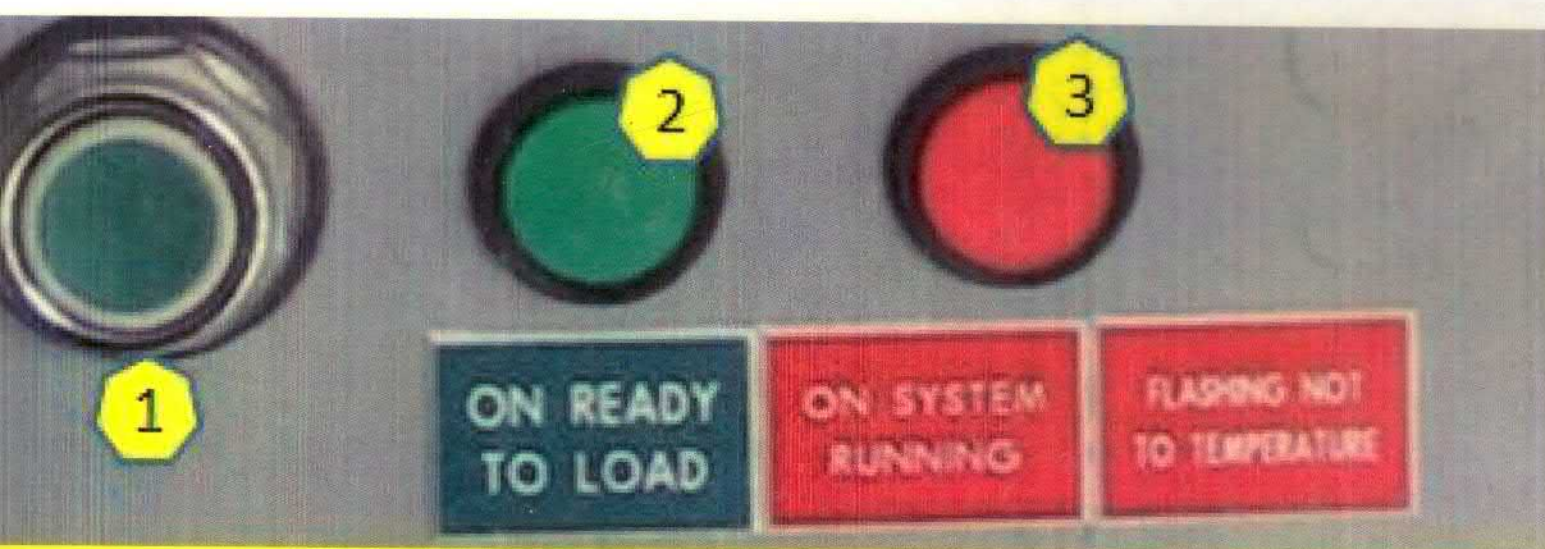 2
3
1
ON READY
TO LOAD
ON SYSTEM
RUNNING
FLASHING NOT
TO TEMPERATURE